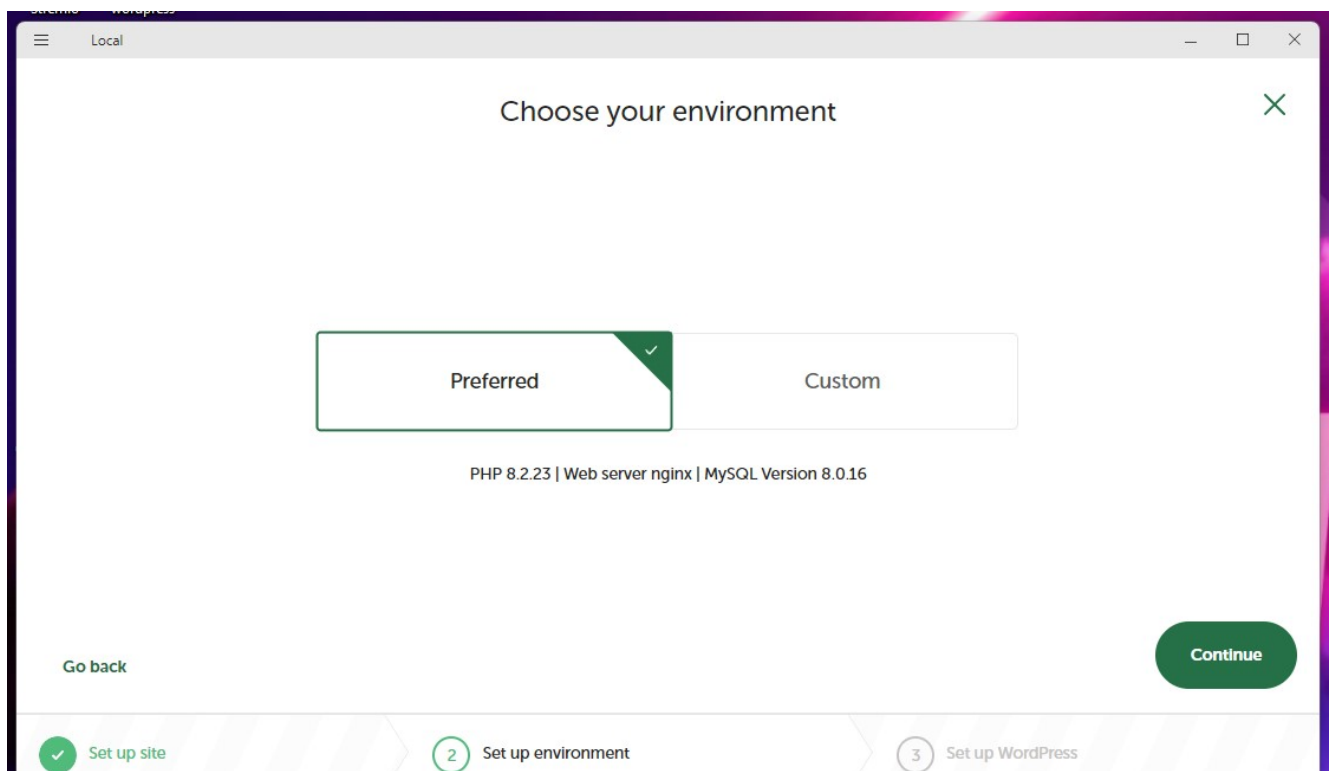 Local
Choose your environment
Preferred
Custom
PHP 8.2.23 | Web server nginx | MySQL Version 8.0.16
Go back
Continue
Set up site
2 Set up environment
3 Set up WordPress